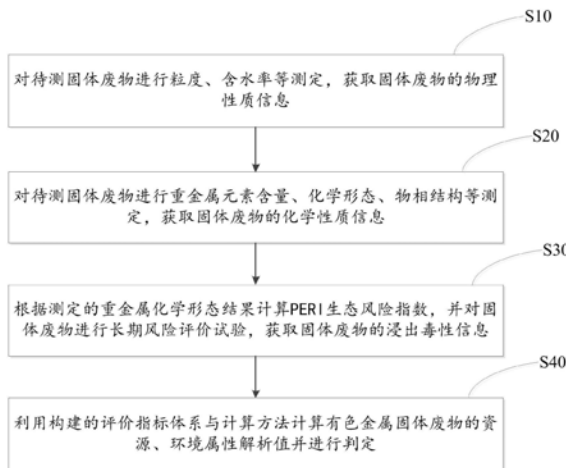 S10
对待测固体废物进行粒度、含水率等测定，获取固体废物的物理
性质信息
S20
对待测固体废物进行重金属元素含量、化学形态、物相结构等测
定，获取固体废物的化学性质信息
S30
根据测定的重金属化学形态结果计算PERI生态风险指数，并对固
体废物进行长期风险评价试验，获取固体废物的浸出毒性信息
S40
利用构建的评价指标体系与计算方法计算有色金属固体废物的资
源、环境属性解析值并进行判定